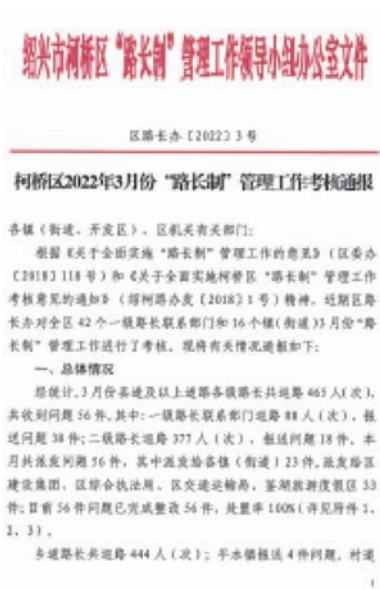 绍兴市柯桥区“路长制”管理工作领导小组办公室文件
区路长办〔2022〕3号
柯桥区2022年3月份“路长制”管理工作考核通报
各镇（街道、开发区）、区机关有关部门：
根据《关于全面实施“路长制”管理工作的意见》（区委办
〔2018〕118号）和《关于全面实施柯桥区“路长制”管理工作
考核意见的通知》（绍柯路办发〔2018〕1号）精神，近期区路
长办对全区42个一级路长联系部门和16个镇（街道）3月份“路
长制”管理工作进行了考核。现将有关情况通报如下：
一、总体情况
经统计，3月份县道及以上道路各级路长共巡路465人（次），
共收到问题56件。其中：一级路长联系部门巡路88人（次），报
送问题38件；二级路长巡路377人（次），报送问题18件。本
月共派发问题56件，其中派发给各镇（街道）23件，派发给区
建设集团、区综合执法局、区交通运输局、鉴湖旅游度假区33
件；目前56件问题已完成整改56件，处置率100%（详见附件1、
2、3）。
乡道路长共巡路444人（次）；平水镇报送4件问题，村道
1